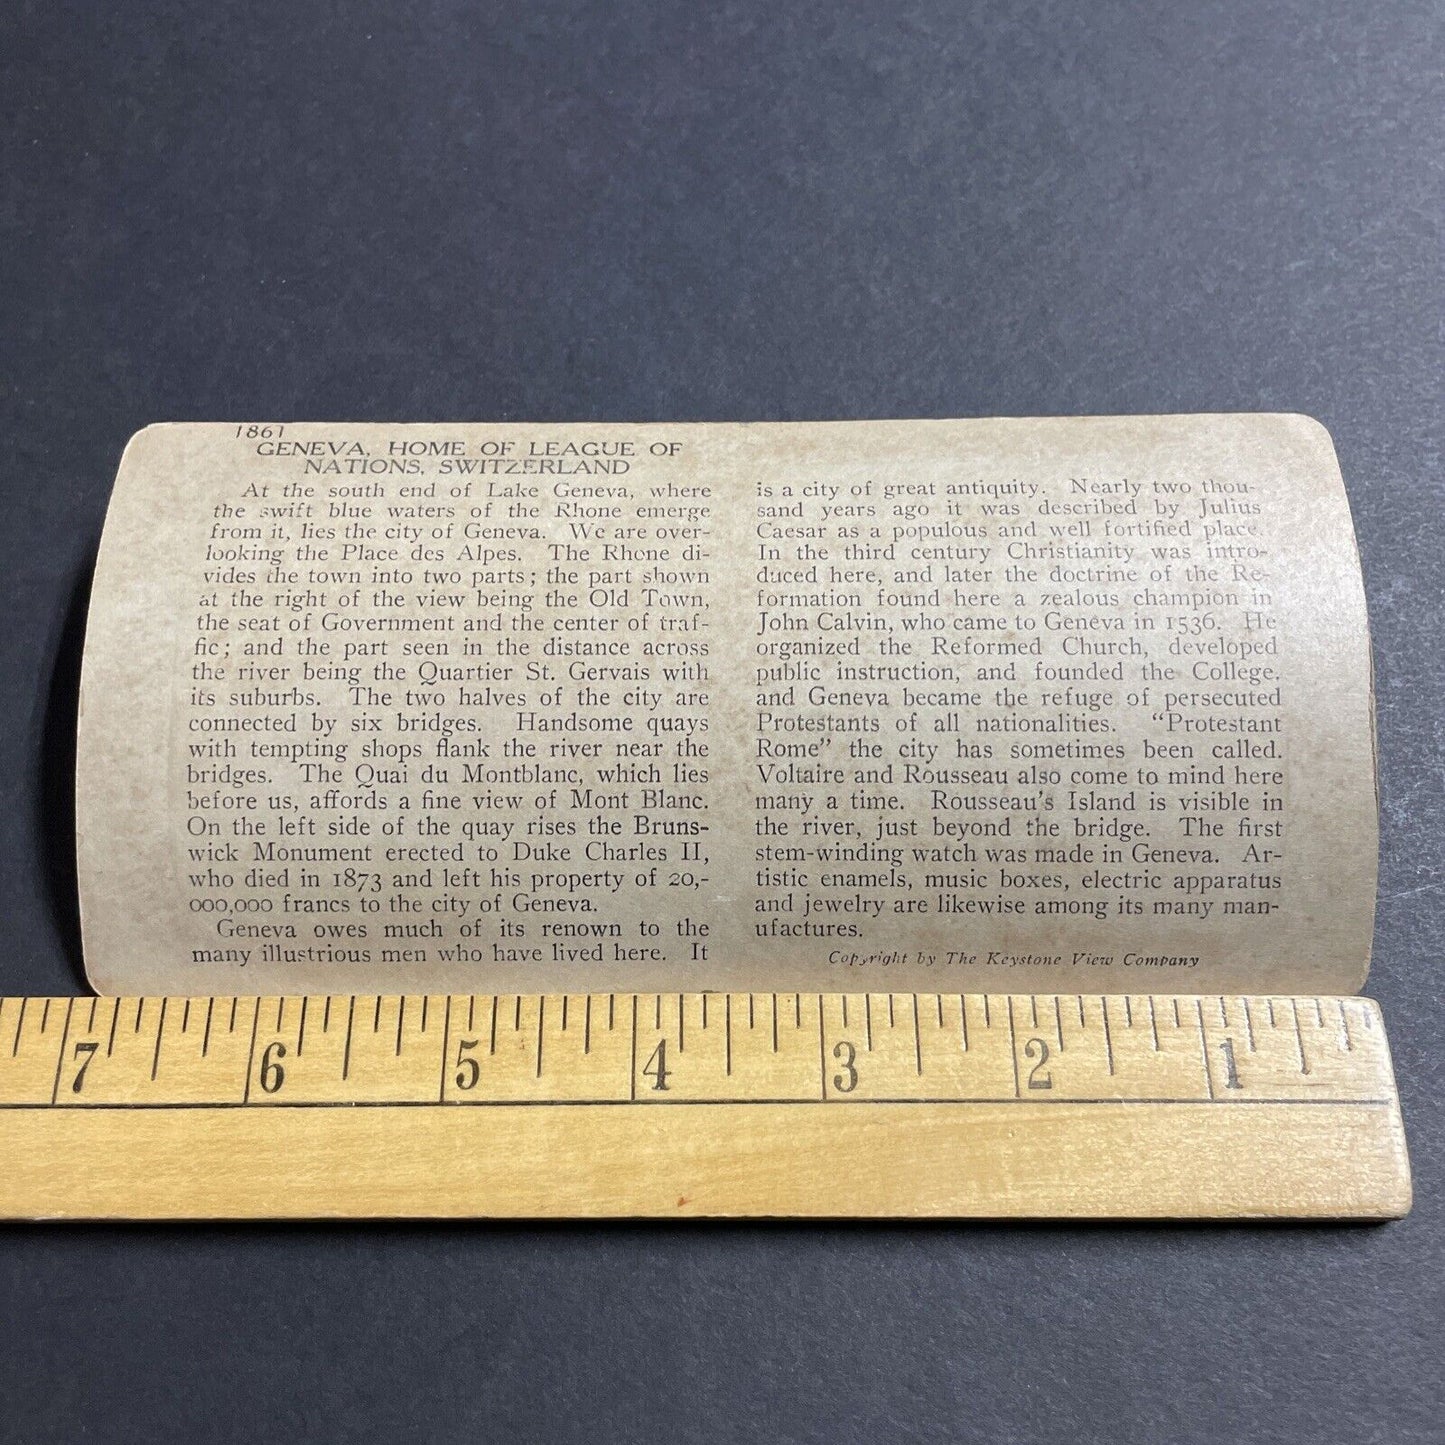 1861
GENEVA, HOME OF LEAGUE OF
NATIONS, SWITZERLAND
At the south end of Lake Geneva, where
the swift blue waters of the Rhone emerge
from it, lies the city of Geneva. We are over-
looking the Place des Alpes. The Rhone di-
vides the town into two parts; the part shown
at the right of the view being the Old Town,
the seat of Government and the center of traf-
fic; and the part seen in the distance across
the river being the Quartier St. Gervais with
its suburbs. The two halves of the city are
connected by six bridges. Handsome quays
with tempting shops flank the river near the
bridges. The Quai du Montblanc, which lies
before us, affords a fine view of Mont Blanc.
On the left side of the quay rises the Bruns-
wick Monument erected to Duke Charles II,
who died in 1873 and left his property of 20,-
000,000 francs to the city of Geneva.
Geneva owes much of its renown to the
many illustrious men who have lived here. It
is a city of great antiquity. Nearly two thou-
sand years ago it was described by Julius
Caesar as a populous and well fortified place.
In the third century Christianity was intro-
duced here, and later the doctrine of the Re-
formation found here a zealous champion in
John Calvin, who came to Geneva in 1536. He
organized the Reformed Church, developed
public instruction, and founded the College.
and Geneva became the refuge of persecuted
Protestants of all nationalities. "Protestant
Rome" the city has sometimes been called.
Voltaire and Rousseau also come to mind here
many a time. Rousseau's Island is visible in
the river, just beyond the bridge. The first
stem-winding watch was made in Geneva. Ar-
tistic enamels, music boxes, electric apparatus
and jewelry are likewise among its many man-
ufactures.
Copyright by The Keystone View Company
7 6 5 4 3 2 1